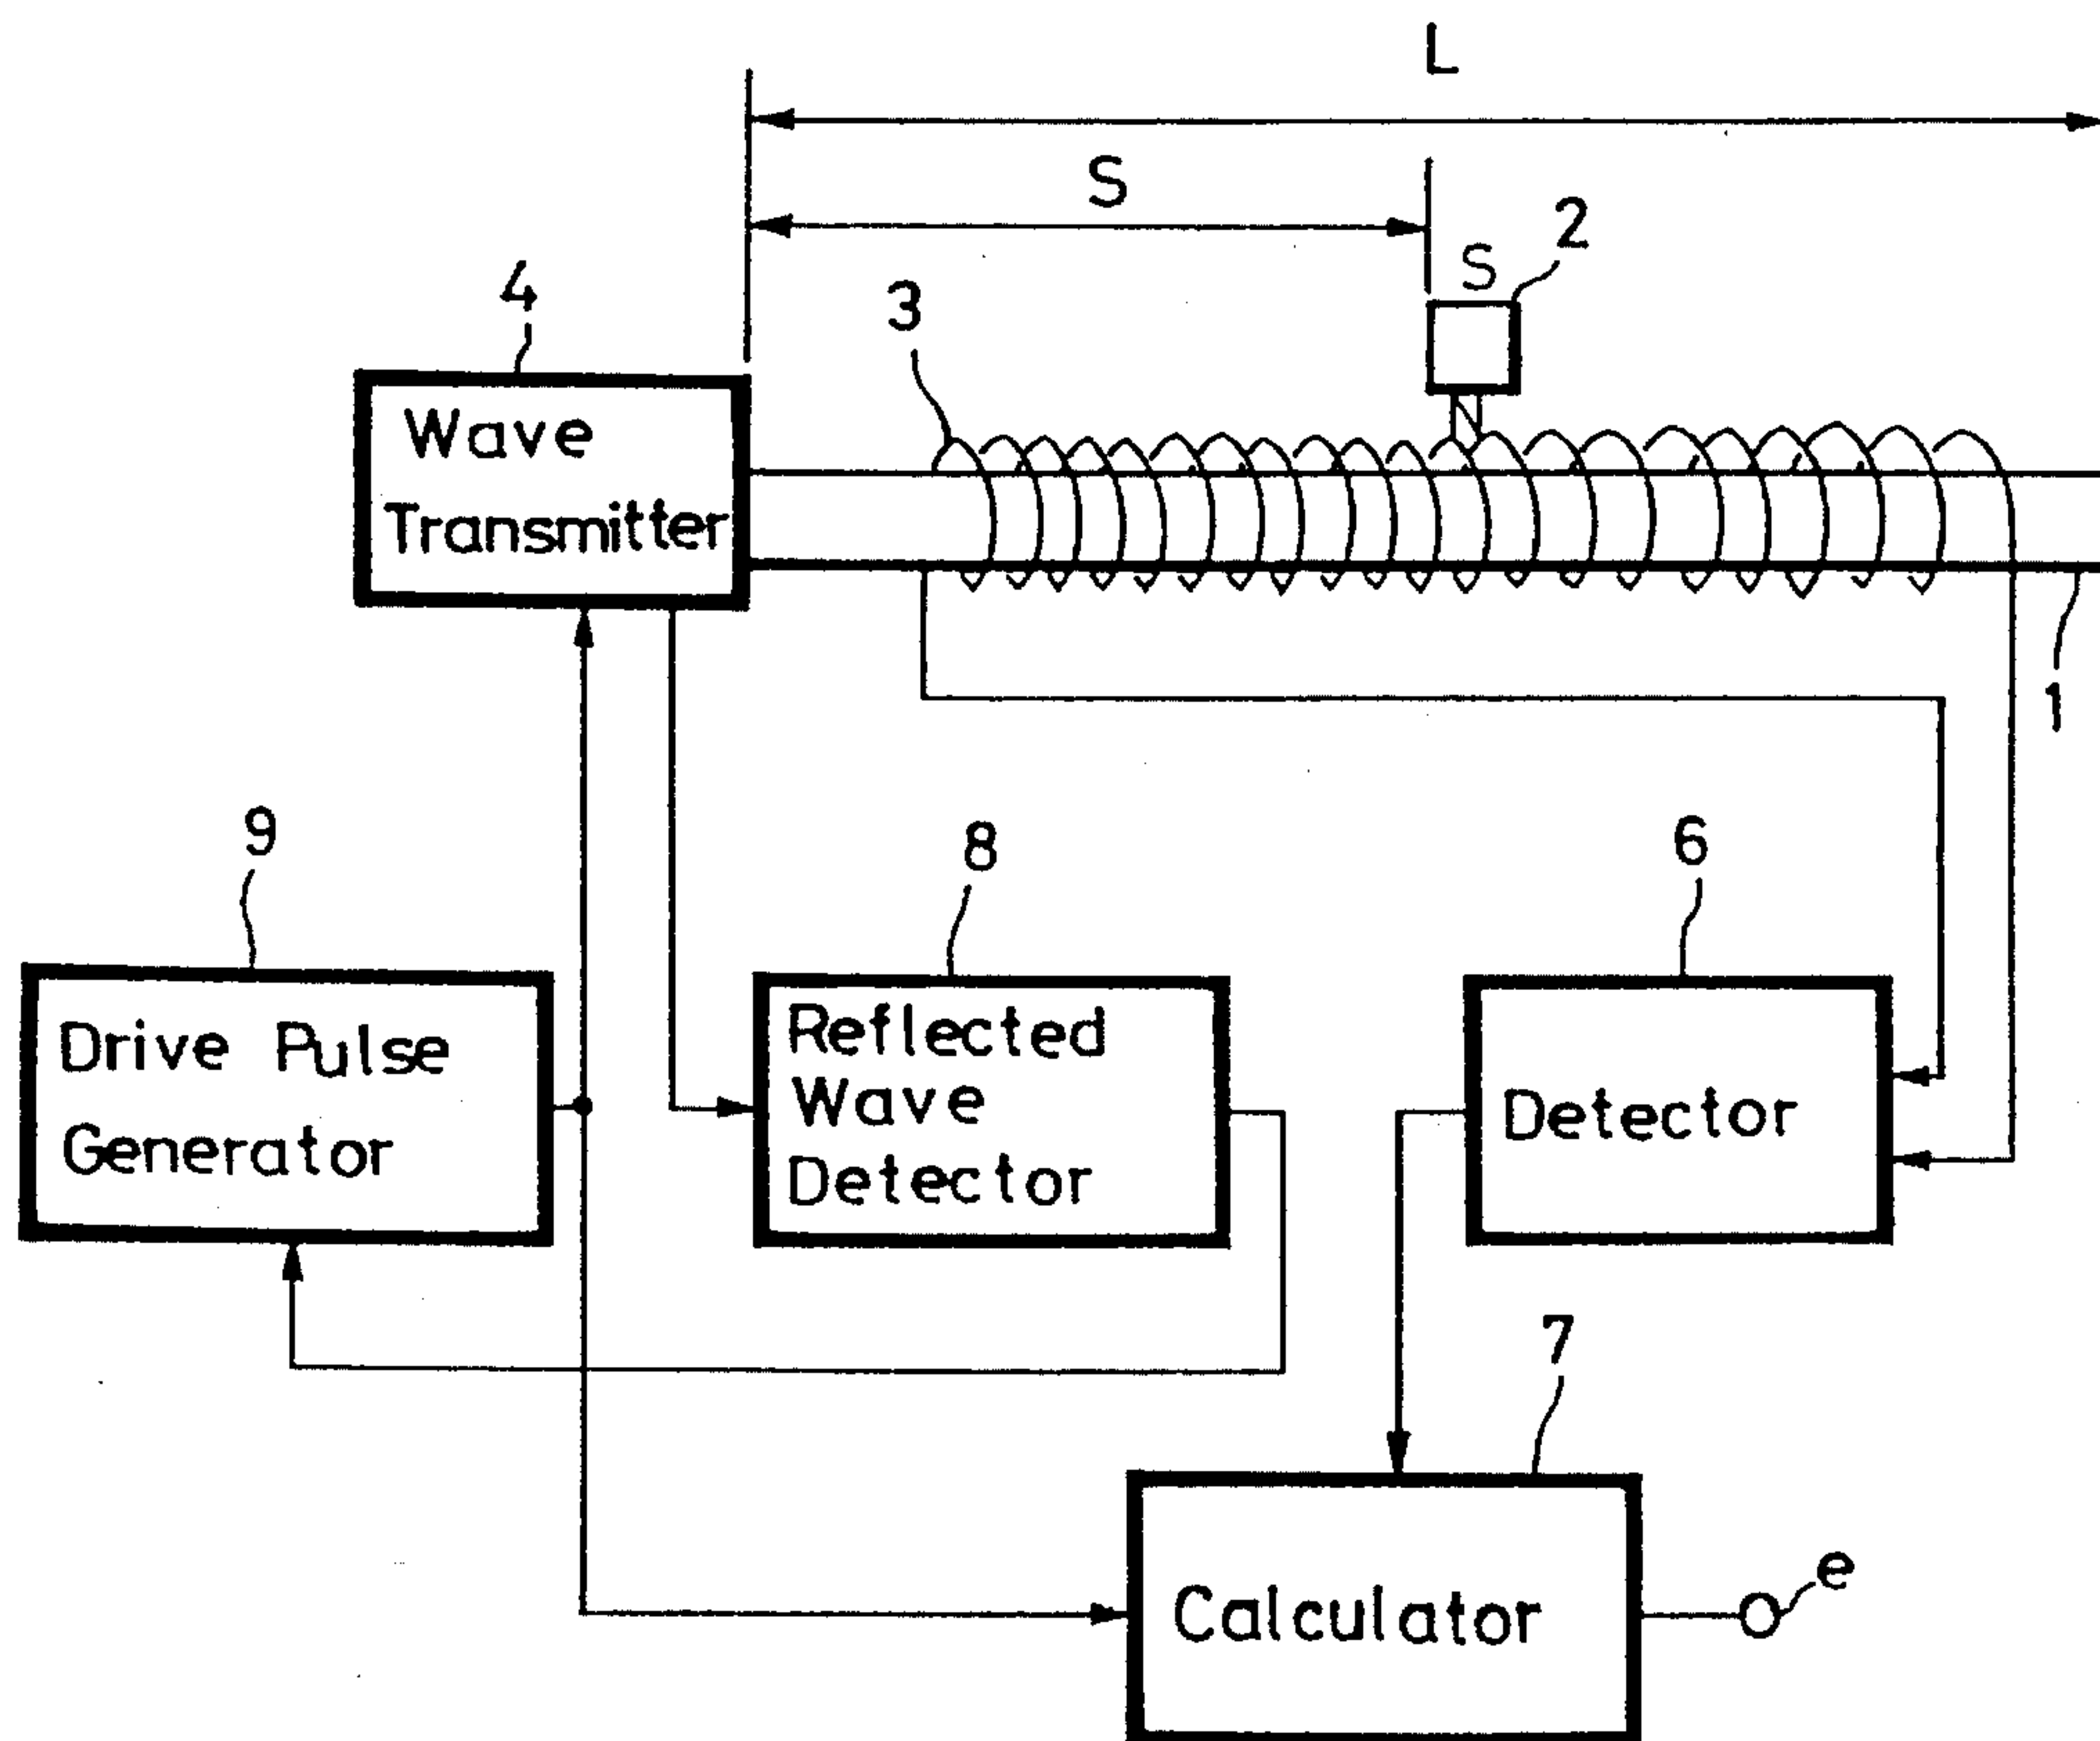 L
S
S
2
3
4
Wave
Transmitter
1
9
8
6
Drive Pulse
Generator
Reflected
Wave
Detector
Detector
7
Calculator
e
N